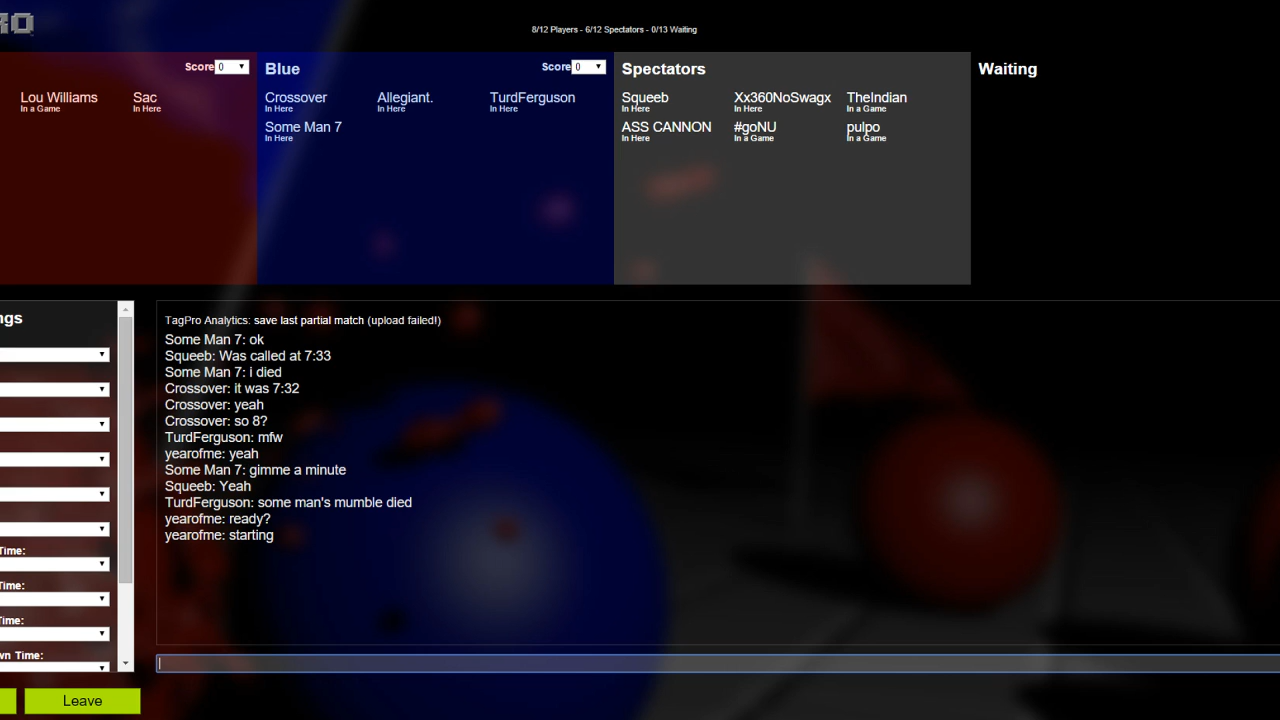 RO
8/12 Players - 6/12 Spectators - 0/13 Waiting
Score 0
Lou Williams Sac
In a Game In Here
Blue Score 0
Crossover Allegiant. TurdFerguson
In Here In Here In Here
Some Man 7
In Here
Spectators
Squeeb Xx360NoSwagx TheIndian
In Here In Here In a Game
ASS CANNON #goNU pulpo
In Here In a Game In a Game
Waiting
ngs
Time:
Time:
Time:
wn Time:
Leave
TagPro Analytics: save last partial match (upload failed!)
Some Man 7: ok
Squeeb: Was called at 7:33
Some Man 7: i died
Crossover: it was 7:32
Crossover: yeah
Crossover: so 8?
TurdFerguson: mfw
yearofme: yeah
Some Man 7: gimme a minute
Squeeb: Yeah
TurdFerguson: some man's mumble died
yearofme: ready?
yearofme: starting